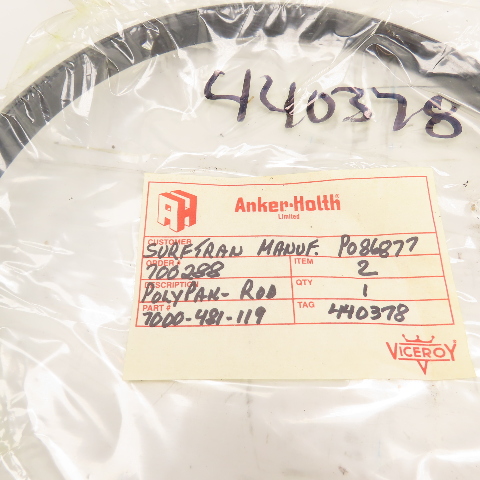 440378
AH Anker-Holth®
Limited
CUSTOMER SURFTRAN MANUF. PO86877
ORDER# 700288 ITEM 2
DESCRIPTION POLYPAK-ROD QTY 1
PART # 7000-481-119 TAG 440378
VICEROY